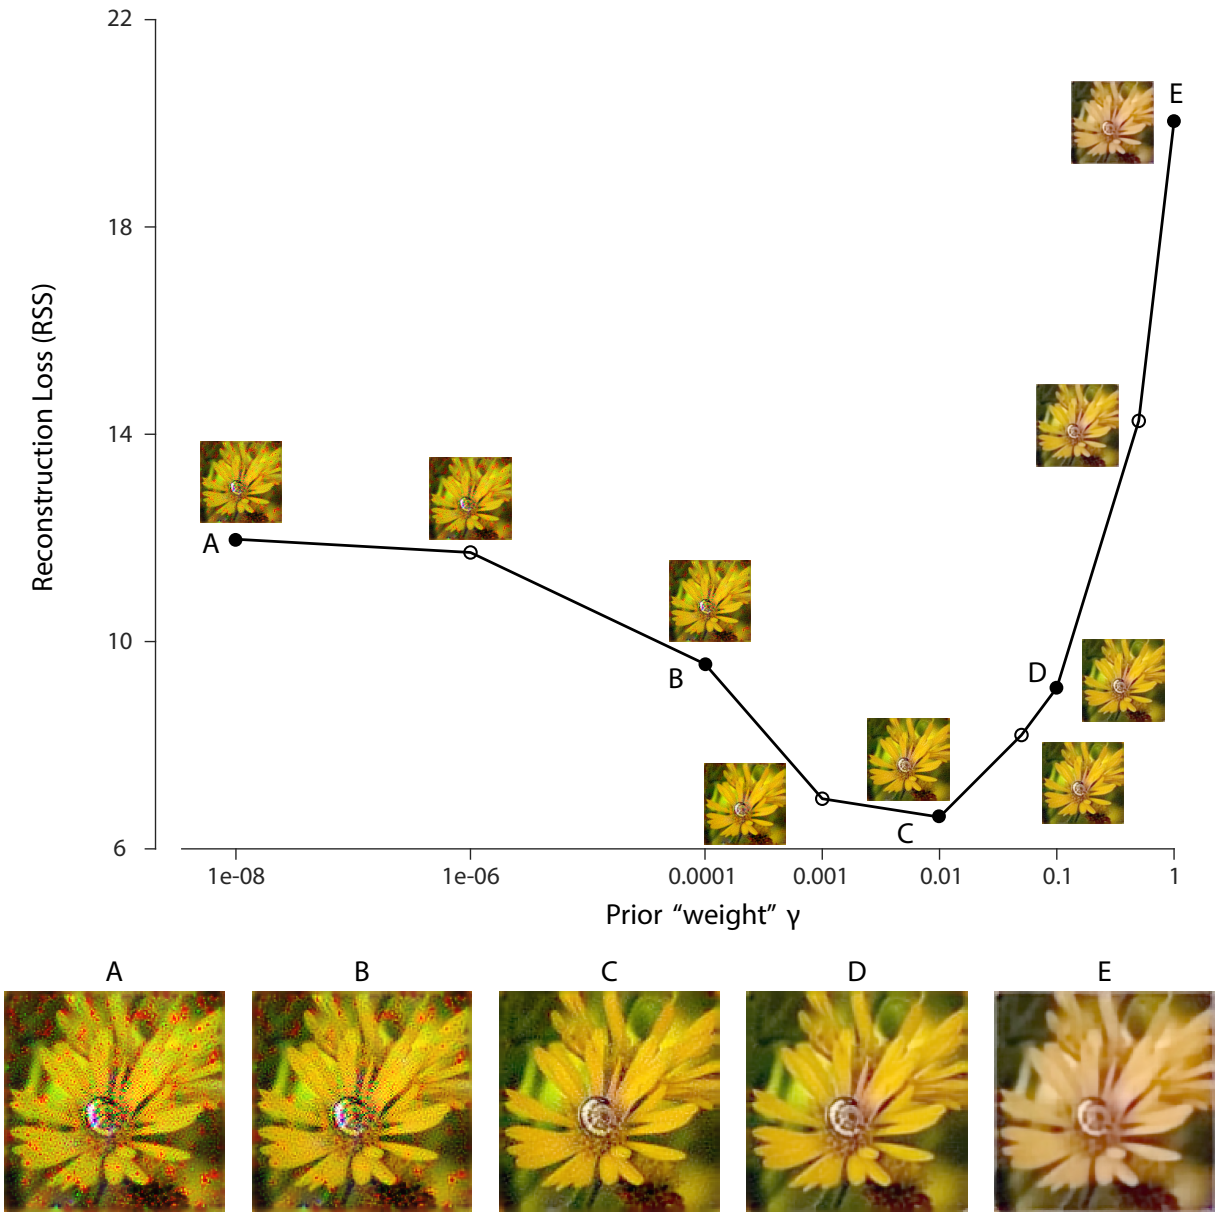 22
E
18
Reconstruction Loss (RSS)
14
A
10
D
B
C
6
1e-08 1e-06 0.0001 0.001 0.01 0.1 1
Prior “weight” γ
A B C D E